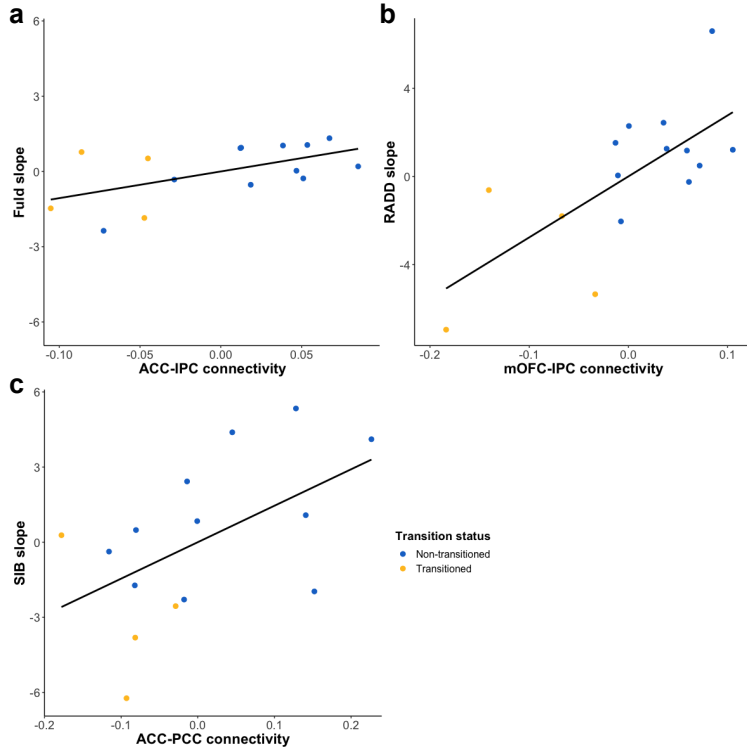 a
6
3
0
-3
-6
Fuld slope
-0.10 -0.05 0.00 0.05
ACC-IPC connectivity
b
4
0
-4
RADD slope
-0.2 -0.1 0.0 0.1
mOFC-IPC connectivity
c
6
3
0
-3
-6
SIB slope
-0.2 -0.1 0.0 0.1 0.2
ACC-PCC connectivity
Transition status
Non-transitioned
Transitioned